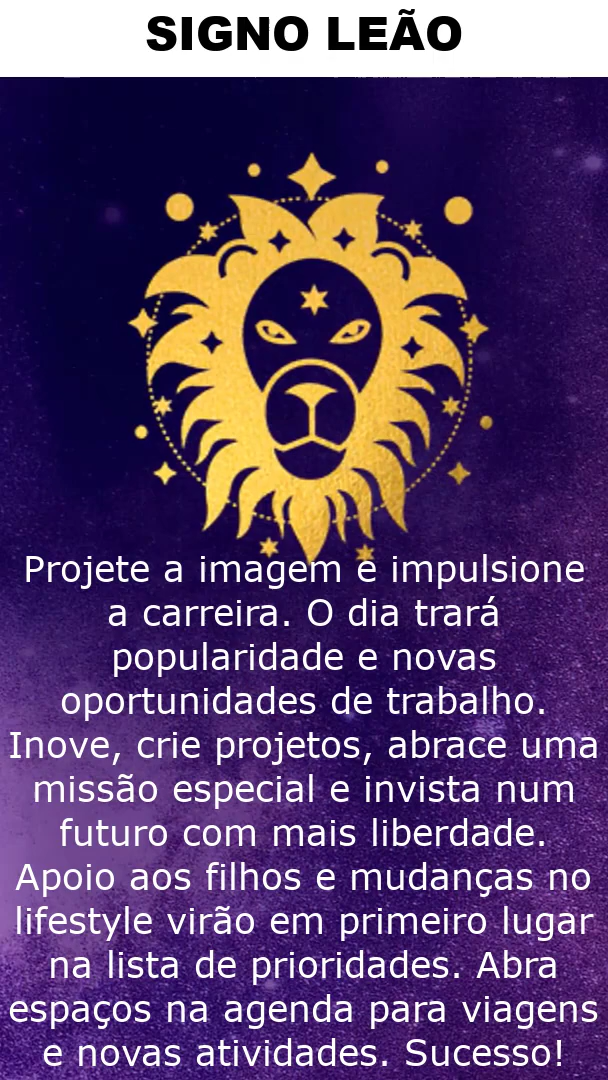 SIGNO LEÃO
Projete a imagem e impulsione
a carreira. O dia trará
popularidade e novas
oportunidades de trabalho.
Inove, crie projetos, abrace uma
missão especial e invista num
futuro com mais liberdade.
Apoio aos filhos e mudanças no
lifestyle virão em primeiro lugar
na lista de prioridades. Abra
espaços na agenda para viagens
e novas atividades. Sucesso!